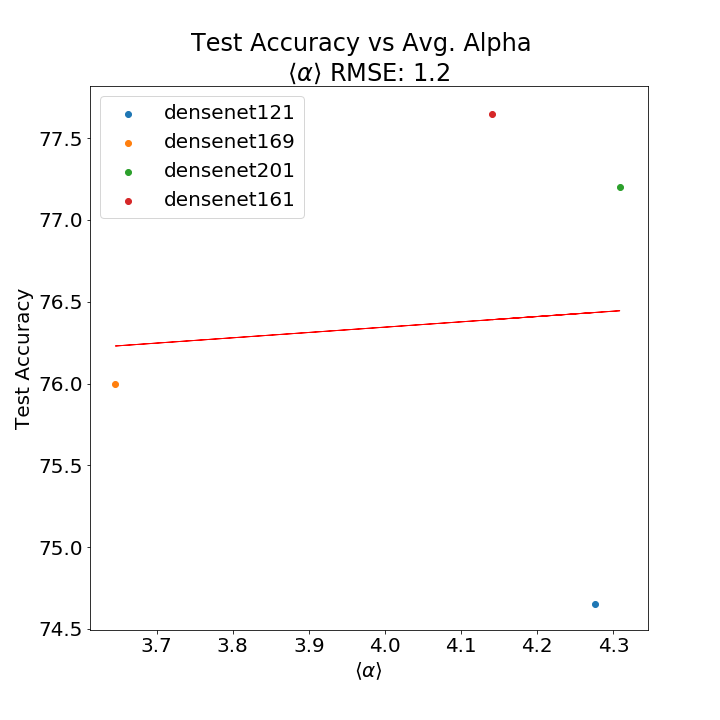 Test Accuracy vs Avg. Alpha
⟨α⟩ RMSE: 1.2
densenet121
densenet169
densenet201
densenet161
77.5
77.0
76.5
76.0
75.5
75.0
74.5
Test Accuracy
3.7 3.8 3.9 4.0 4.1 4.2 4.3
⟨α⟩